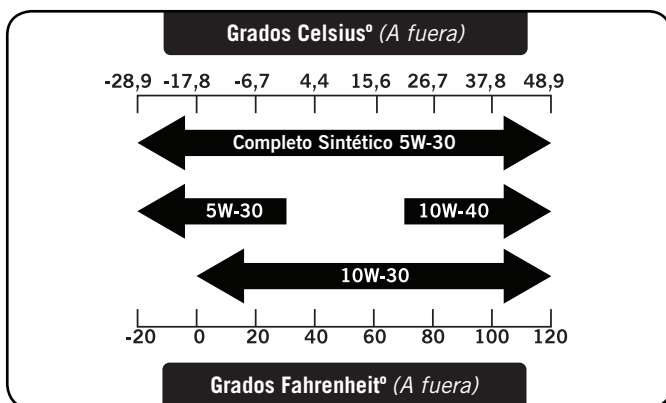 Grados Celsiusº (A fuera)
-28,9 -17,8 -6,7 4,4 15,6 26,7 37,8 48,9
Completo Sintético 5W-30
5W-30 10W-40
10W-30
-20 0 20 40 60 80 100 120
Grados Fahrenheitº (A fuera)